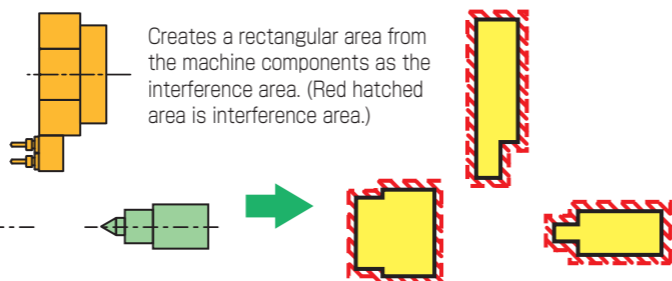 Creates a rectangular area from
the machine components as the
interference area. (Red hatched
area is interference area.)